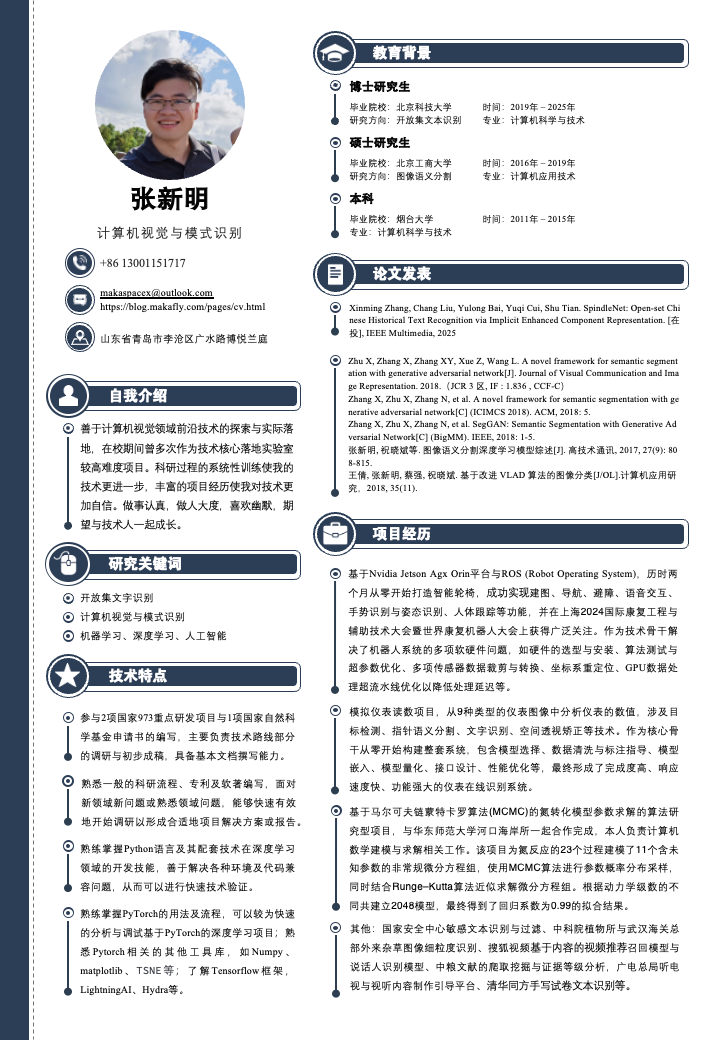 张新明
计算机视觉与模式识别
+86 13001151717
makaspacex@outlook.com
https://blog.makafly.com/pages/cv.html
山东省青岛市李沧区广水路博悦兰庭
自我介绍
善于计算机视觉领域前沿技术的探索与实际落
地，在校期间曾多次作为技术核心落地实验室
较高难度项目。科研过程的系统性训练使我的
技术更进一步，丰富的项目经历使我对技术更
加自信。做事认真，做人大度，喜欢幽默，期
望与技术人一起成长。
研究关键词
开放集文字识别
计算机视觉与模式识别
机器学习、深度学习、人工智能
技术特点
参与2项国家973重点研发项目与1项国家自然科
学基金申请书的编写，主要负责技术路线部分
的调研与初步成稿，具备基本文档撰写能力。
熟悉一般的科研流程、专利及软著编写，面对
新领域新问题或熟悉领域问题，能够快速有效
地开始调研以形成合适地项目解决方案或报告。
熟练掌握Python语言及其配套技术在深度学习
领域的开发技能，善于解决各种环境及代码兼
容问题，从而可以进行快速技术验证。
熟练掌握PyTorch的用法及流程，可以较为快速
的分析与调试基于PyTorch的深度学习项目；熟
悉 Pytorch 相关的其他工具库，如 Numpy、
matplotlib、TSNE等；了解Tensorflow框架，
LightningAI、Hydra等。
教育背景
博士研究生
毕业院校：北京科技大学 时间：2019年 – 2025年
研究方向：开放集文本识别 专业：计算机科学与技术
硕士研究生
毕业院校：北京工商大学 时间：2016年 – 2019年
研究方向：图像语义分割 专业：计算机应用技术
本科
毕业院校：烟台大学 时间：2011年 – 2015年
专业：计算机科学与技术
论文发表
Xinming Zhang, Chang Liu, Yulong Bai, Yuqi Cui, Shu Tian. SpindleNet: Open-set Chi
nese Historical Text Recognition via Implicit Enhanced Component Representation. [在
投], IEEE Multimedia, 2025
Zhu X, Zhang X, Zhang XY, Xue Z, Wang L. A novel framework for semantic segment
ation with generative adversarial network[J]. Journal of Visual Communication and Ima
ge Representation. 2018.（JCR 3 区, IF : 1.836 , CCF-C）
Zhang X, Zhu X, Zhang N, et al. A novel framework for semantic segmentation with ge
nerative adversarial network[C] (ICIMCS 2018). ACM, 2018: 5.
Zhang X, Zhu X, Zhang N, et al. SegGAN: Semantic Segmentation with Generative Ad
versarial Network[C] (BigMM). IEEE, 2018: 1-5.
张新明, 祝晓斌等. 图像语义分割深度学习模型综述[J]. 高技术通讯, 2017, 27(9): 80
8-815.
王倩, 张新明, 蔡强, 祝晓斌. 基于改进 VLAD 算法的图像分类[J/OL].计算机应用研
究，2018, 35(11).
项目经历
基于Nvidia Jetson Agx Orin平台与ROS (Robot Operating System)，历时两
个月从零开始打造智能轮椅，成功实现建图、导航、避障、语音交互、
手势识别与姿态识别、人体跟踪等功能，并在上海2024国际康复工程与
辅助技术大会暨世界康复机器人大会上获得广泛关注。作为技术骨干解
决了机器人系统的多项软硬件问题，如硬件的选型与安装、算法测试与
超参数优化、多项传感器数据裁剪与转换、坐标系重定位、GPU数据处
理超流水线优化以降低处理延迟等。
模拟仪表读数项目，从9种类型的仪表图像中分析仪表的数值，涉及目
标检测、指针语义分割、文字识别、空间透视矫正等技术。作为核心骨
干从零开始构建整套系统，包含模型选择、数据清洗与标注指导、模型
嵌入、模型量化、接口设计、性能优化等，最终形成了完成度高、响应
速度快、功能强大的仪表在线识别系统。
基于马尔可夫链蒙特卡罗算法(MCMC)的氮转化模型参数求解的算法研
究型项目，与华东师范大学河口海岸所一起合作完成，本人负责计算机
数学建模与求解相关工作。该项目为氮反应的23个过程建模了11个含未
知参数的非常规微分方程组，使用MCMC算法进行参数概率分布采样，
同时结合Runge–Kutta算法近似求解微分方程组。根据动力学级数的不
同共建立2048模型，最终得到了回归系数为0.99的拟合结果。
其他：国家安全中心敏感文本识别与过滤、中科院植物所与武汉海关总
部外来杂草图像细粒度识别、搜狐视频基于内容的视频推荐召回模型与
说话人识别模型、中粮文献的爬取挖掘与证据等级分析，广电总局听电
视与视听内容制作引导平台、清华同方手写试卷文本识别等。